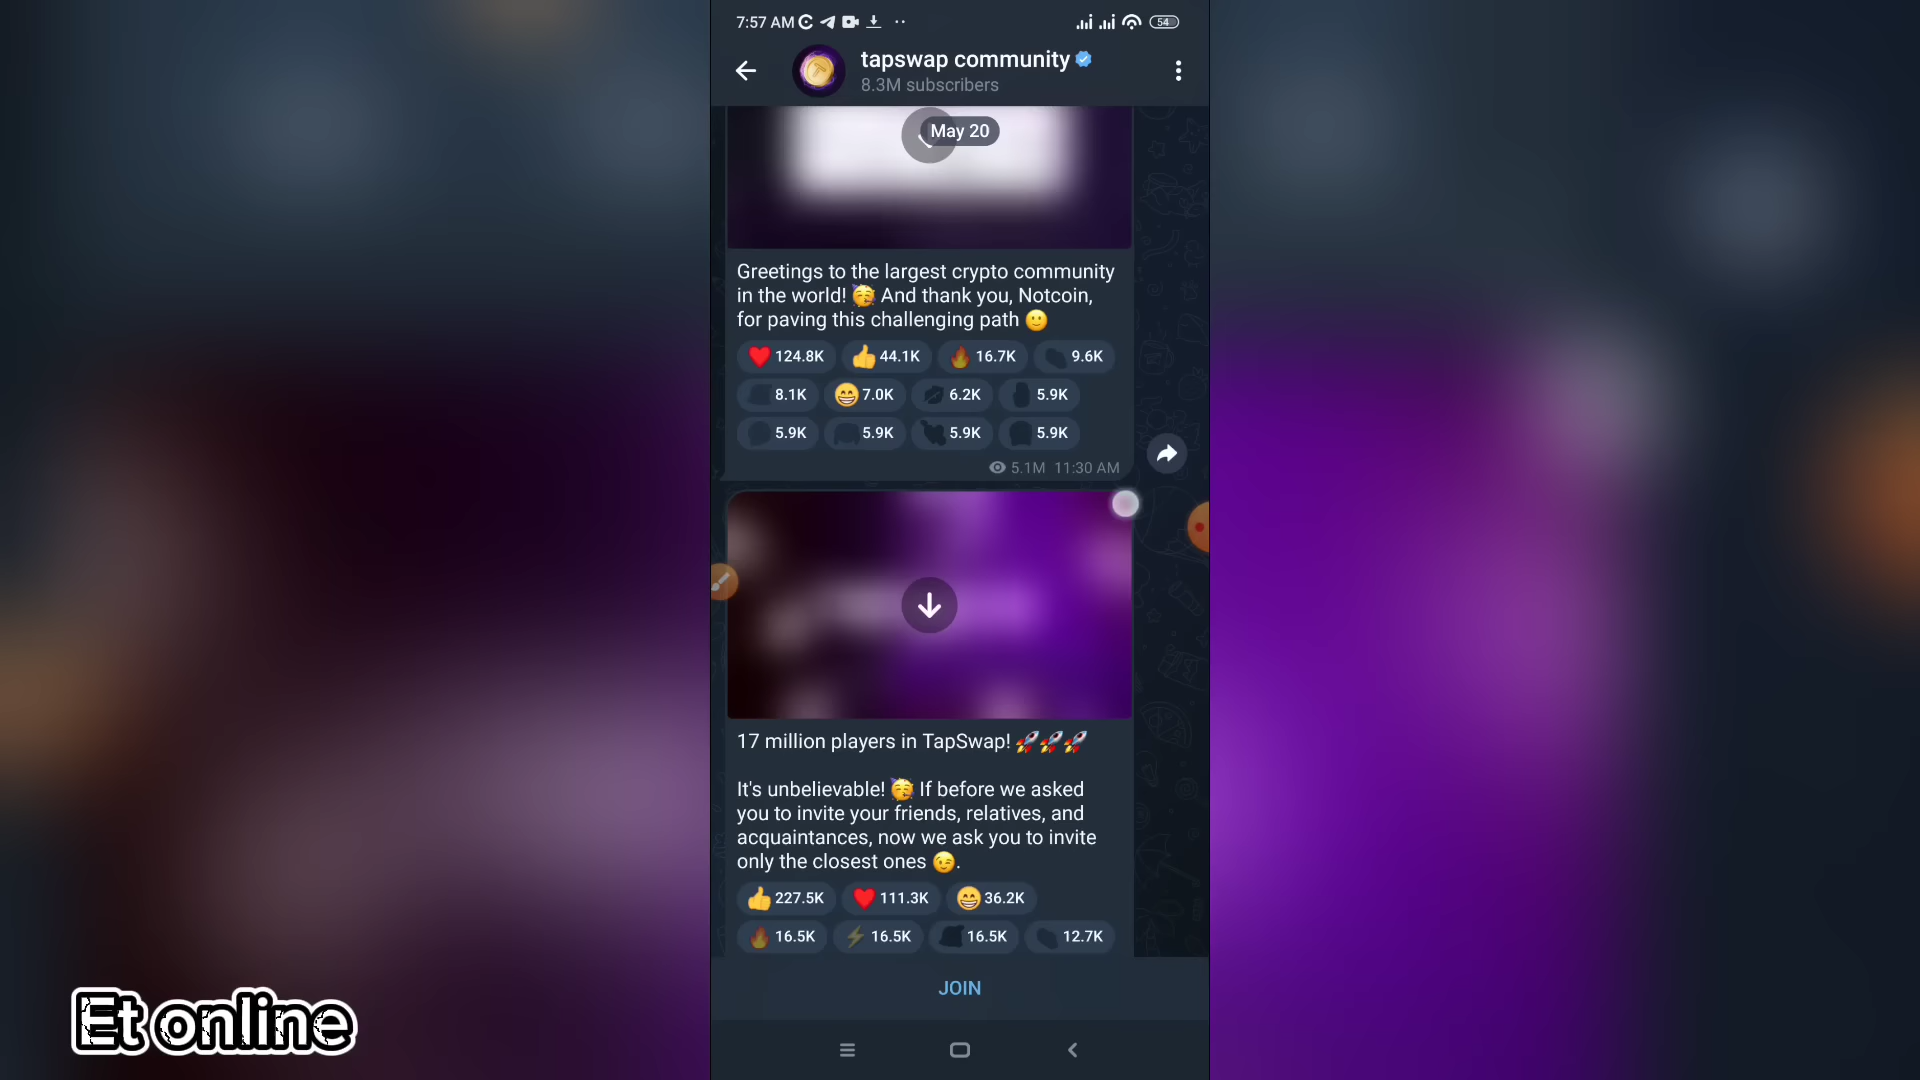 7:57 AM
54
tapswap community
8.3M subscribers
May 20
Greetings to the largest crypto community
in the world! 🥳 And thank you, Notcoin,
for paving this challenging path 🙂
❤️ 124.8K 👍 44.1K 🔥 16.7K 9.6K
8.1K 😁 7.0K 6.2K 5.9K
5.9K 5.9K 5.9K 5.9K
5.1M 11:30 AM
17 million players in TapSwap! 🚀🚀🚀
It's unbelievable! 🥳 If before we asked
you to invite your friends, relatives, and
acquaintances, now we ask you to invite
only the closest ones 😉.
👍 227.5K ❤️ 111.3K 😁 36.2K
🔥 16.5K ⚡ 16.5K 16.5K 12.7K
JOIN
Et online